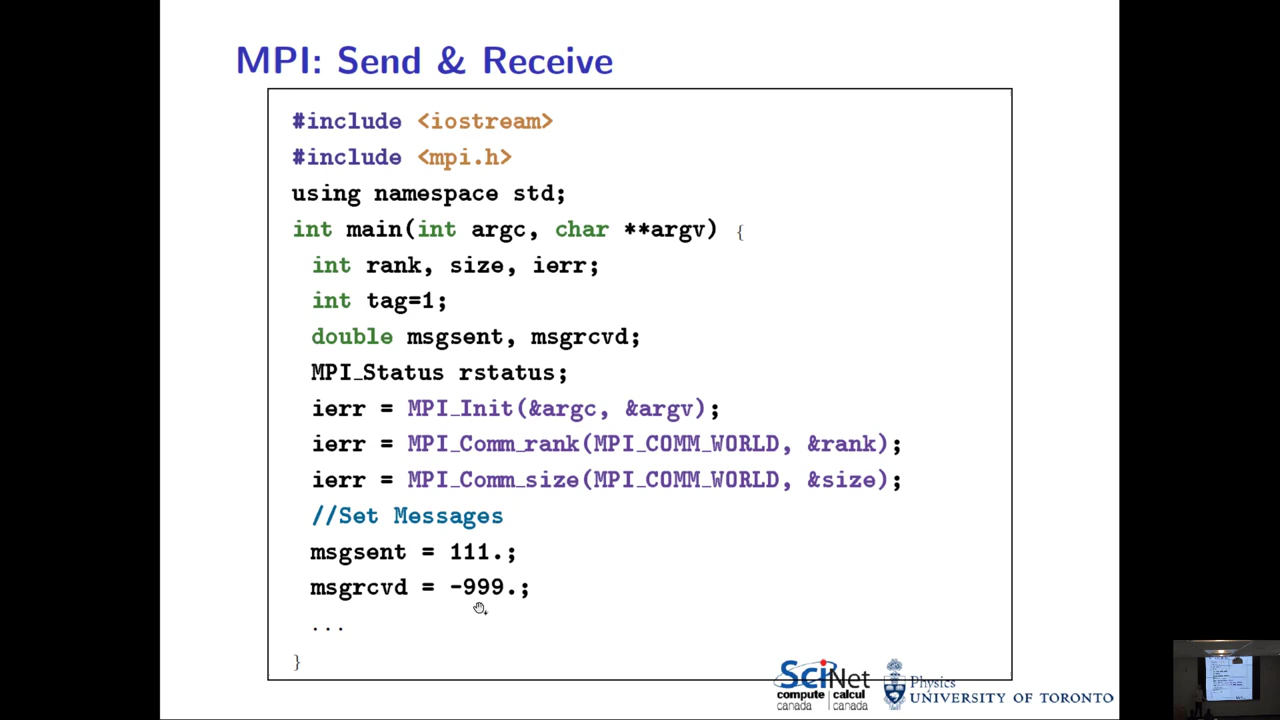 MPI: Send & Receive
#include <iostream>
#include <mpi.h>
using namespace std;
int main(int argc, char **argv) {
int rank, size, ierr;
int tag=1;
double msgsent, msgrcvd;
MPI_Status rstatus;
ierr = MPI_Init(&argc, &argv);
ierr = MPI_Comm_rank(MPI_COMM_WORLD, &rank);
ierr = MPI_Comm_size(MPI_COMM_WORLD, &size);
//Set Messages
msgsent = 111.;
msgrcvd = -999.;
...
}
SciNet
compute | calcul
canada | canada
Physics
UNIVERSITY OF TORONTO